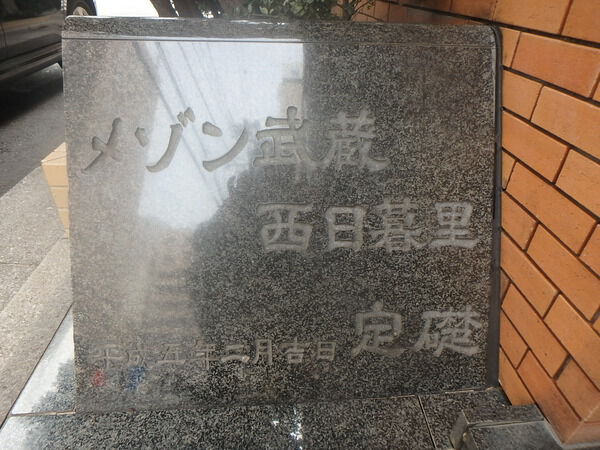 メゾン武蔵
西日暮里
定礎
平成五年二月吉日